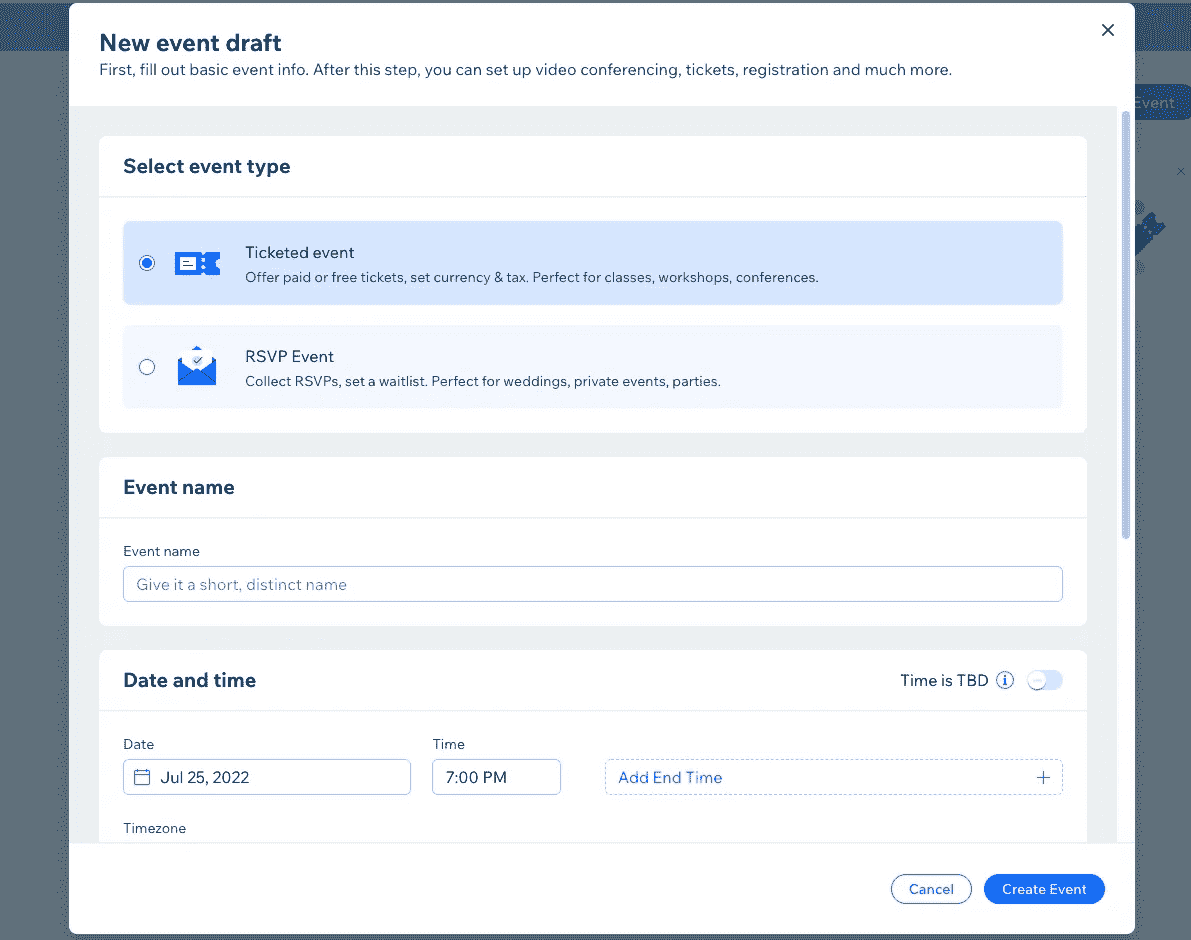 New event draft
First, fill out basic event info. After this step, you can set up video conferencing, tickets, registration and much more.
Event
Select event type
Ticketed event
Offer paid or free tickets, set currency & tax. Perfect for classes, workshops, conferences.
RSVP Event
Collect RSVPs, set a waitlist. Perfect for weddings, private events, parties.
Event name
Event name
Give it a short, distinct name
Date and time
Time is TBD
Date
Time
Jul 25, 2022
7:00 PM
Add End Time
Timezone
Cancel
Create Event